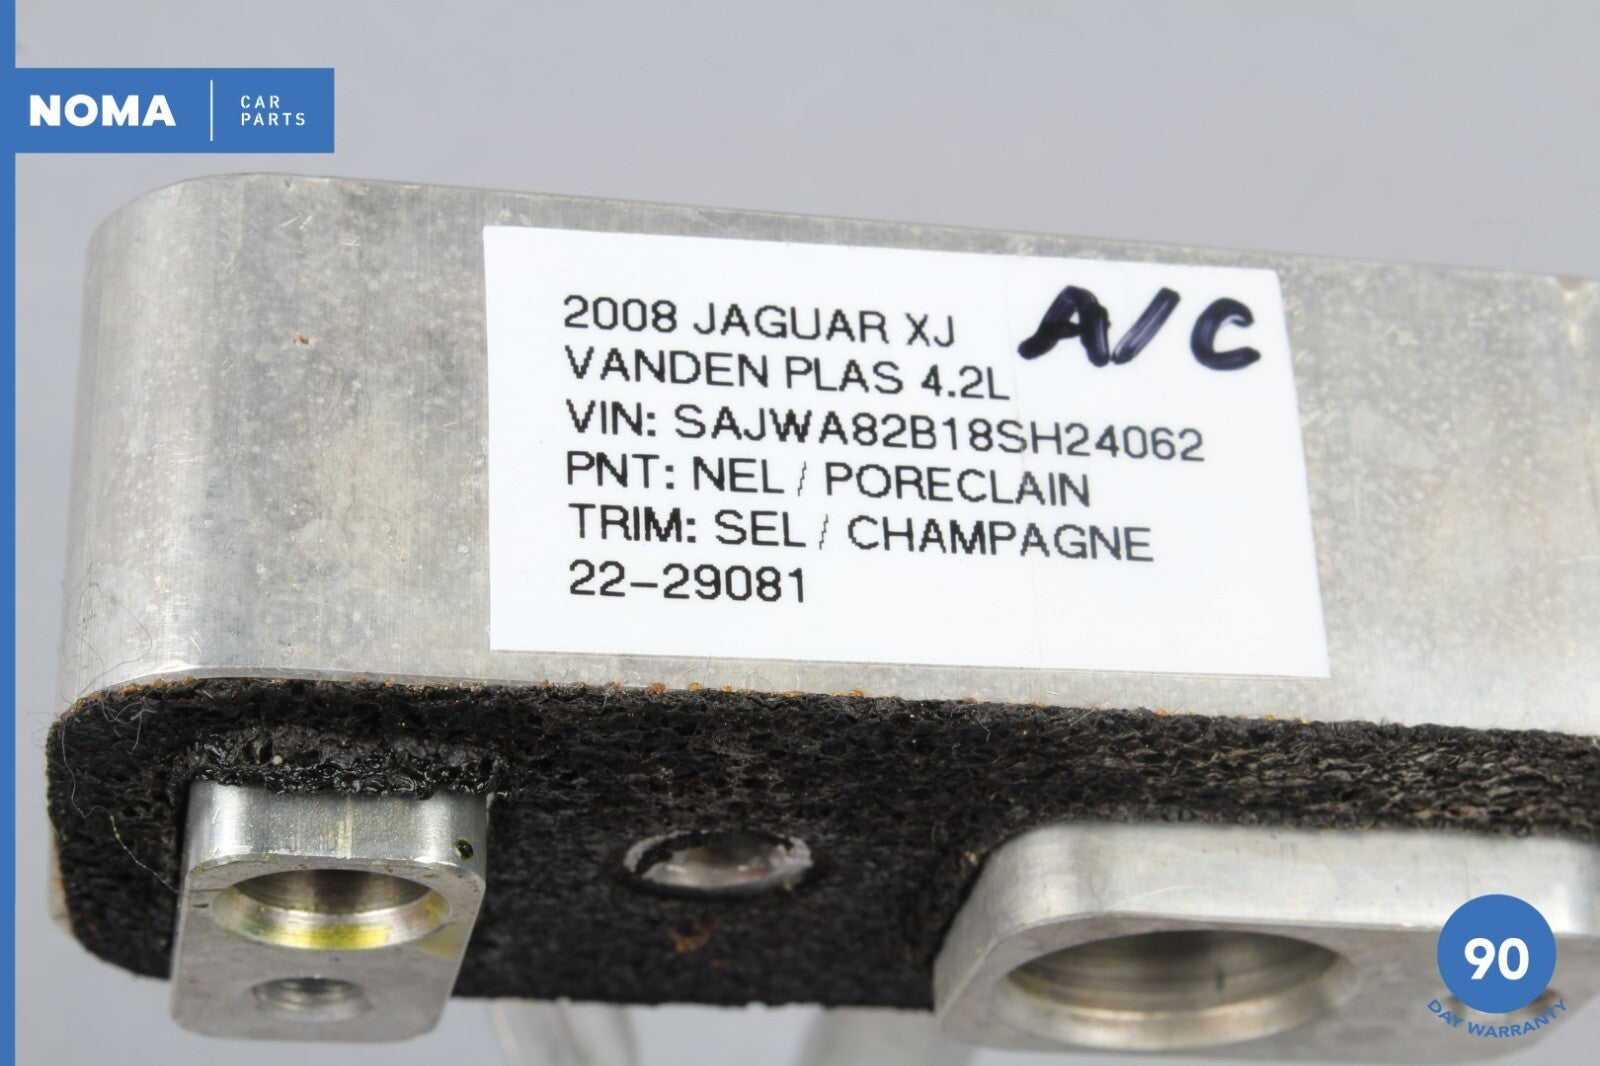 NOMA
CAR
PARTS
2008 JAGUAR XJ
A/C
VANDEN PLAS 4.2L
VIN: SAJWA82B18SH24062
PNT: NEL / PORECLAIN
TRIM: SEL / CHAMPAGNE
22-29081
90
DAY WARRANTY